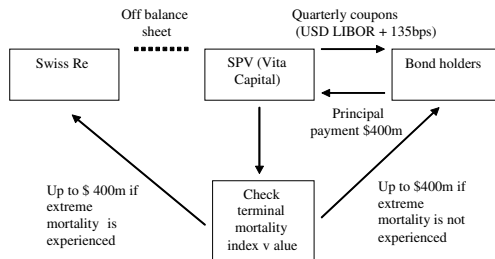 Off balance
sheet
Quarterly coupons
(USD LIBOR + 135bps)
Swiss Re
SPV (Vita
Capital)
Bond holders
Principal
payment $400m
Up to $ 400m if
extreme
mortality is
experienced
Check
terminal
mortality
index v alue
Up to $400m if
extreme
mortality is not
experienced